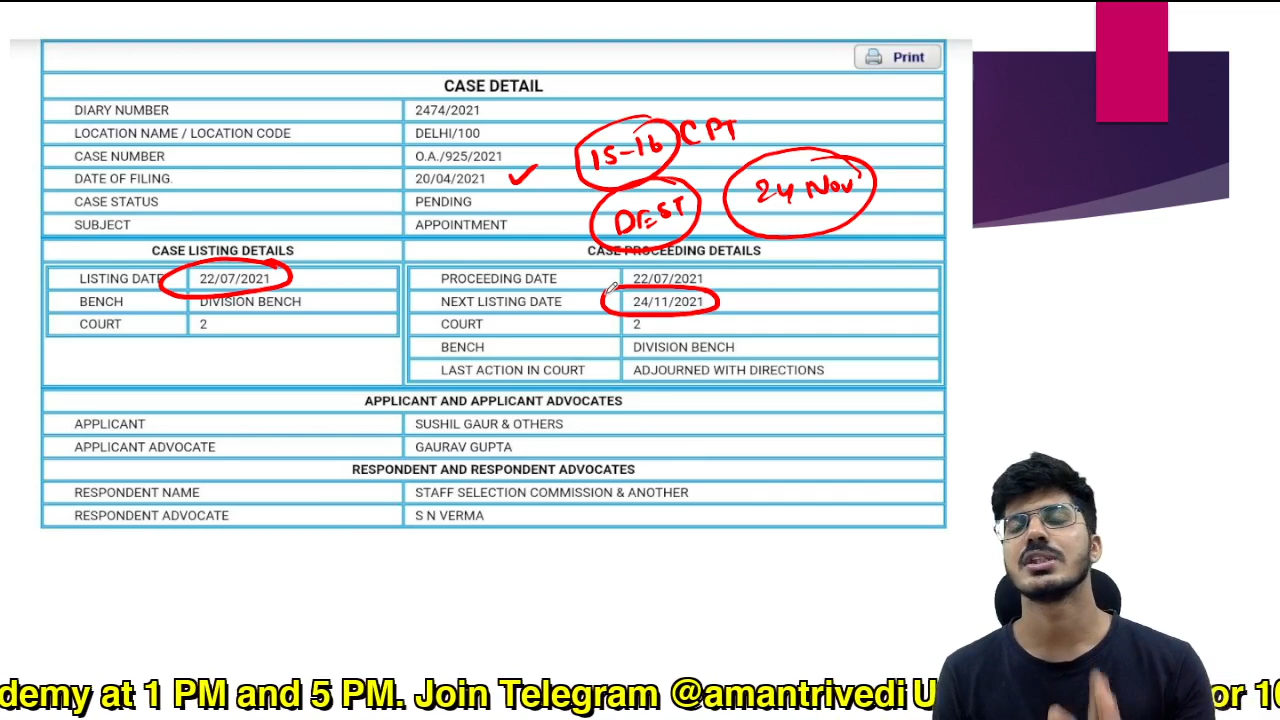 Print
CASE DETAIL
DIARY NUMBER 2474/2021
LOCATION NAME / LOCATION CODE DELHI/100
CASE NUMBER O.A./925/2021
DATE OF FILING. 20/04/2021
CASE STATUS PENDING
SUBJECT APPOINTMENT
15-16 CPT
DEST
24 Nov
CASE LISTING DETAILS
LISTING DATE 22/07/2021
BENCH DIVISION BENCH
COURT 2
CASE PROCEEDING DETAILS
PROCEEDING DATE 22/07/2021
NEXT LISTING DATE 24/11/2021
COURT 2
BENCH DIVISION BENCH
LAST ACTION IN COURT ADJOURNED WITH DIRECTIONS
APPLICANT AND APPLICANT ADVOCATES
APPLICANT SUSHIL GAUR & OTHERS
APPLICANT ADVOCATE GAURAV GUPTA
RESPONDENT AND RESPONDENT ADVOCATES
RESPONDENT NAME STAFF SELECTION COMMISSION & ANOTHER
RESPONDENT ADVOCATE S N VERMA
demy at 1 PM and 5 PM. Join Telegram @amantrivedi U or 10